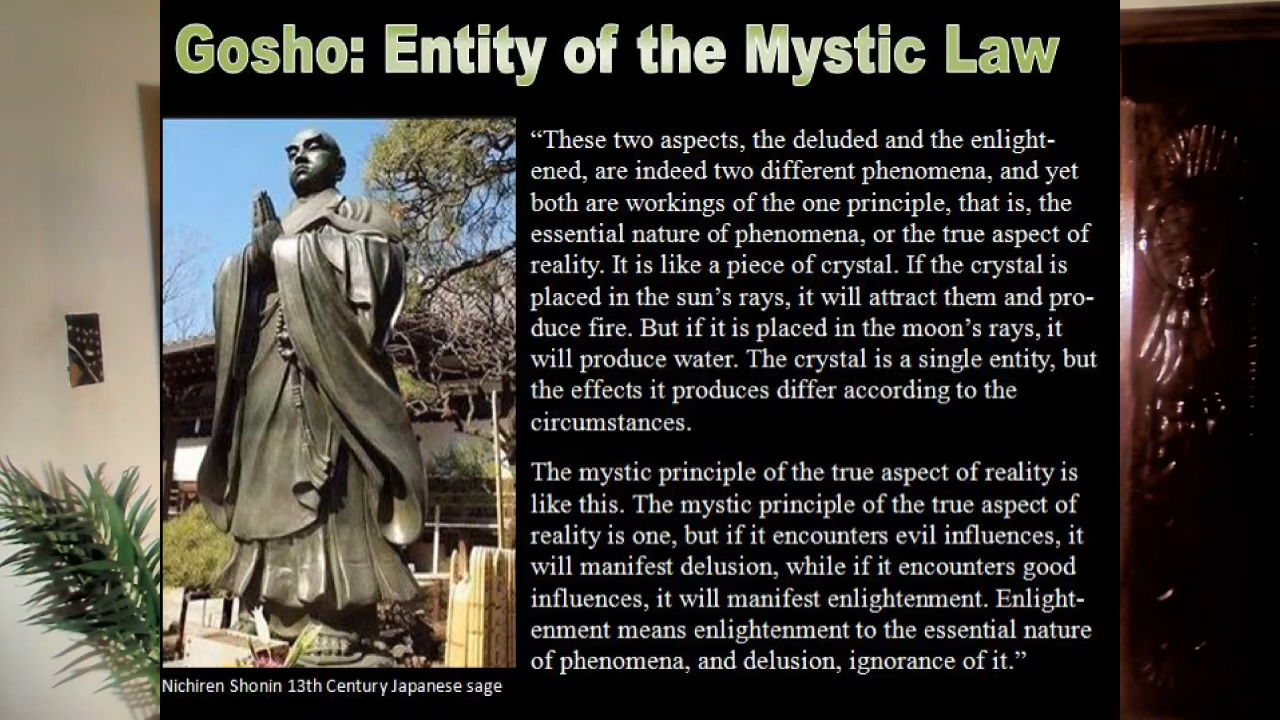 Gosho: Entity of the Mystic Law
“These two aspects, the deluded and the enlight-
ened, are indeed two different phenomena, and yet
both are workings of the one principle, that is, the
essential nature of phenomena, or the true aspect of
reality. It is like a piece of crystal. If the crystal is
placed in the sun’s rays, it will attract them and pro-
duce fire. But if it is placed in the moon’s rays, it
will produce water. The crystal is a single entity, but
the effects it produces differ according to the
circumstances.
The mystic principle of the true aspect of reality is
like this. The mystic principle of the true aspect of
reality is one, but if it encounters evil influences, it
will manifest delusion, while if it encounters good
influences, it will manifest enlightenment. Enlight-
enment means enlightenment to the essential nature
of phenomena, and delusion, ignorance of it.”
Nichiren Shonin 13th Century Japanese sage